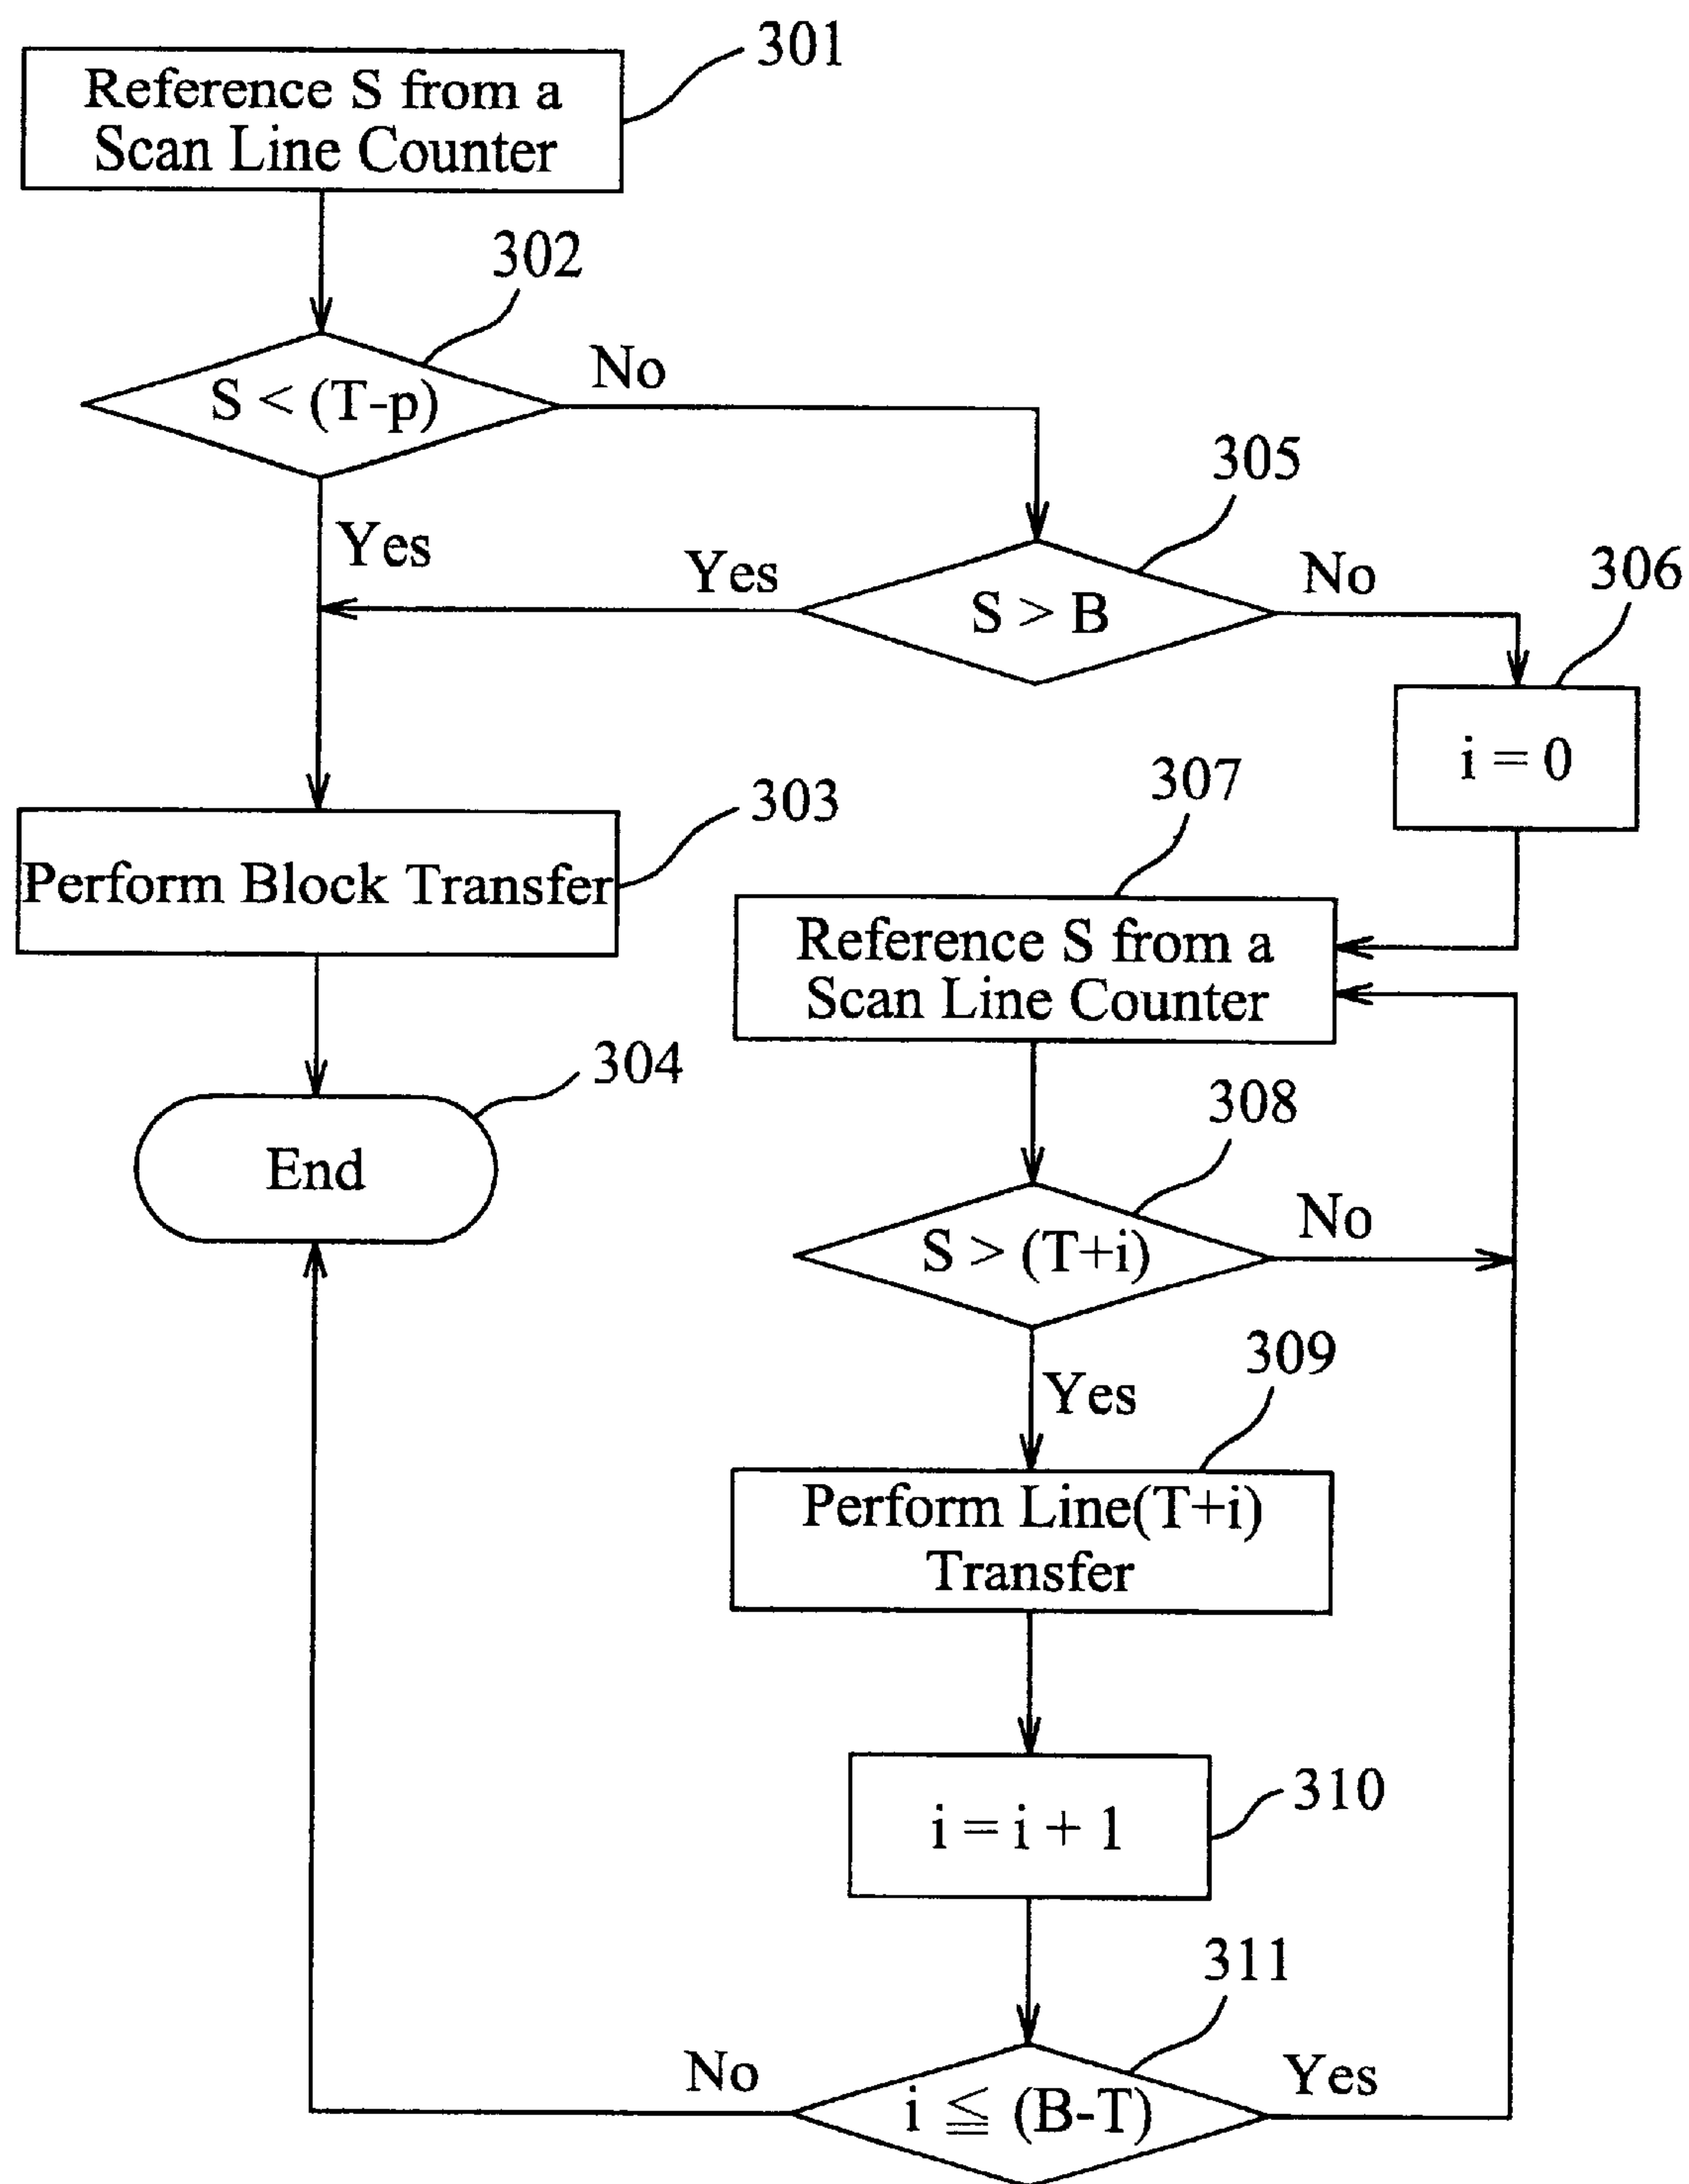 301
Reference S from a
Scan Line Counter
302
S < (T-p)
No
Yes
305
S > B
Yes
No
306
i = 0
303
Perform Block Transfer
307
Reference S from a
Scan Line Counter
304
End
308
S > (T+i)
No
Yes
309
Perform Line(T+i)
Transfer
310
i = i + 1
311
i ≦ (B-T)
No
Yes